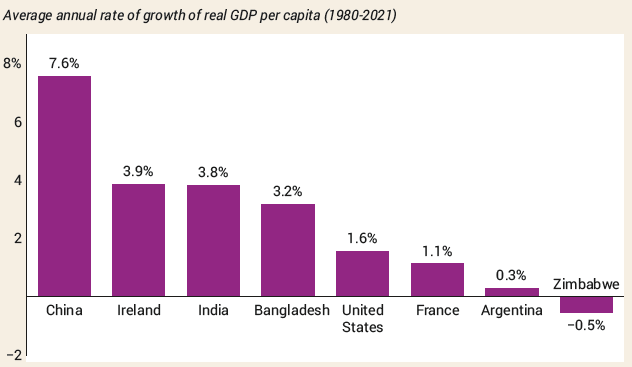 Average annual rate of growth of real GDP per capita (1980-2021)
8%
6
4
2
−2
7.6%
3.9%
3.8%
3.2%
1.6%
1.1%
0.3%
−0.5%
China
Ireland
India
Bangladesh
United
States
France
Argentina
Zimbabwe